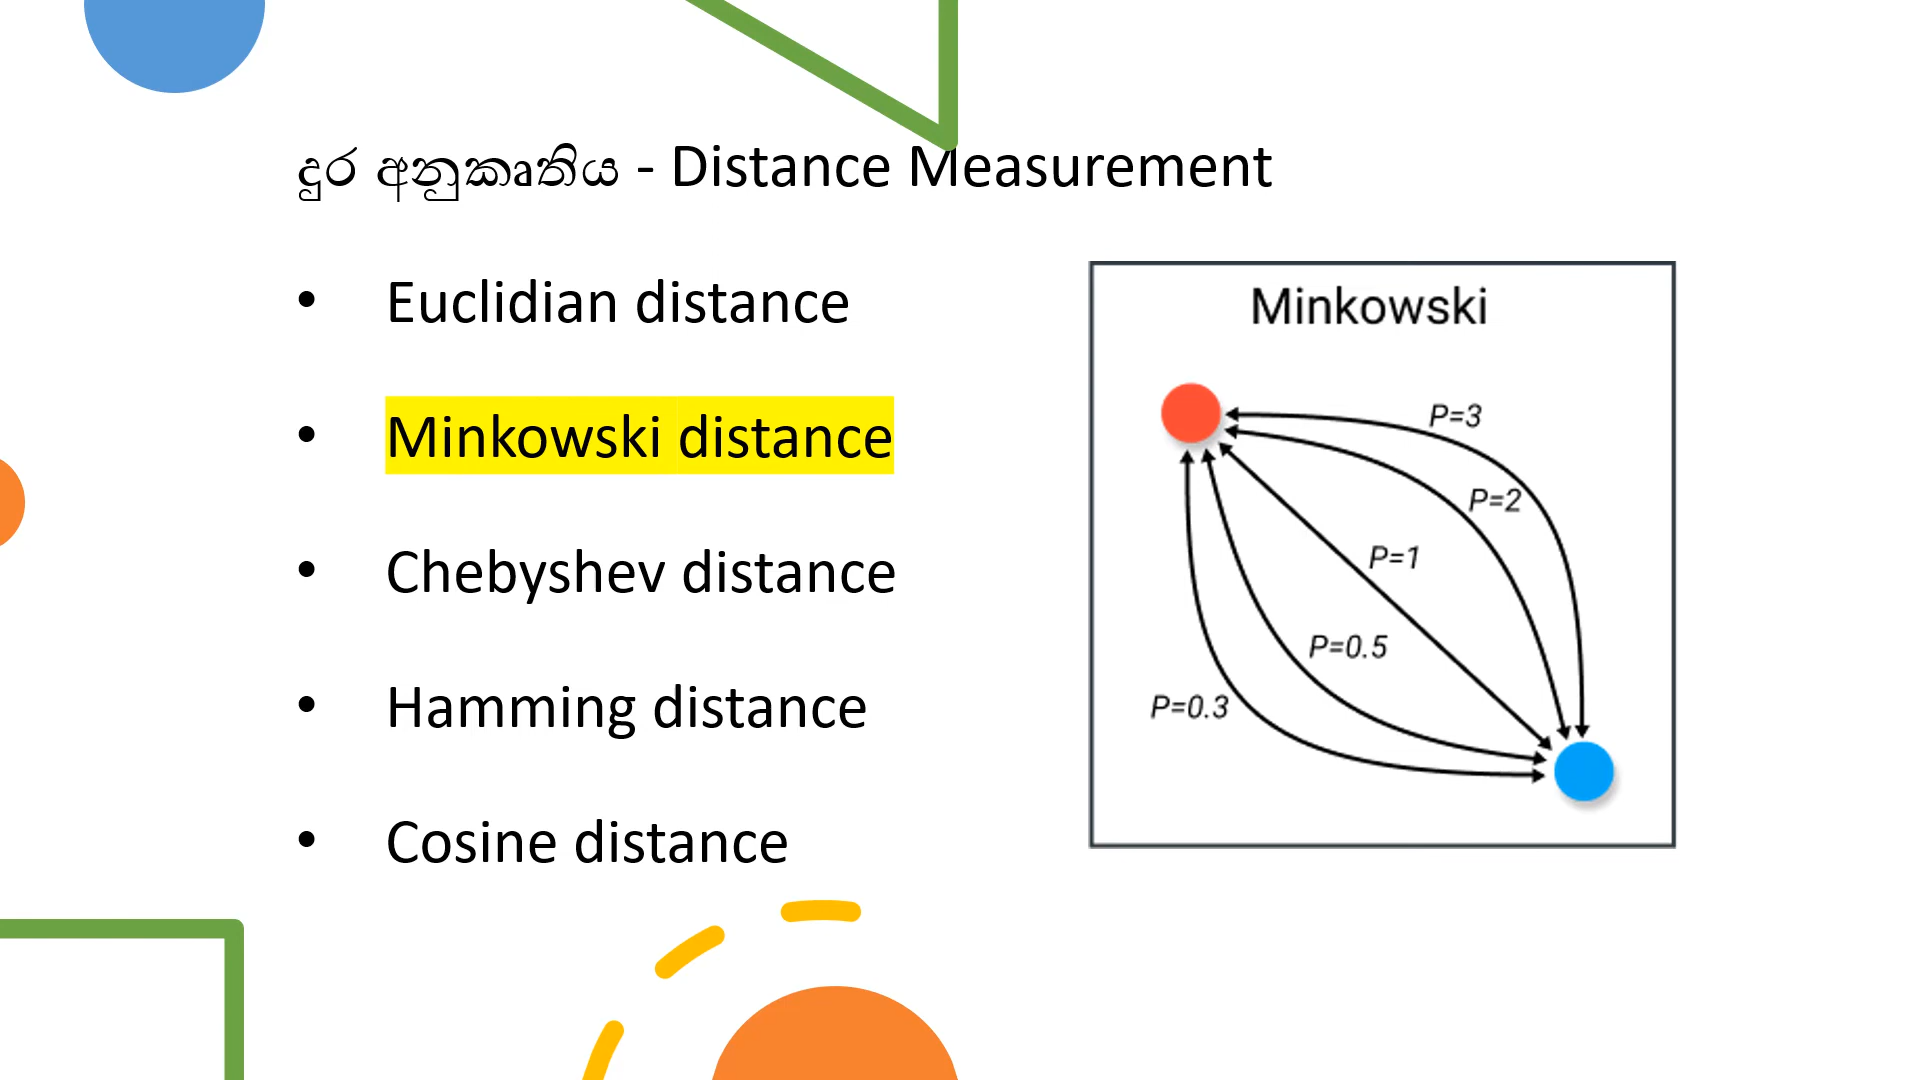 දුර අනුකෘතිය - Distance Measurement
• Euclidian distance
• Minkowski distance
• Chebyshev distance
• Hamming distance
• Cosine distance
Minkowski
P=3
P=2
P=1
P=0.5
P=0.3